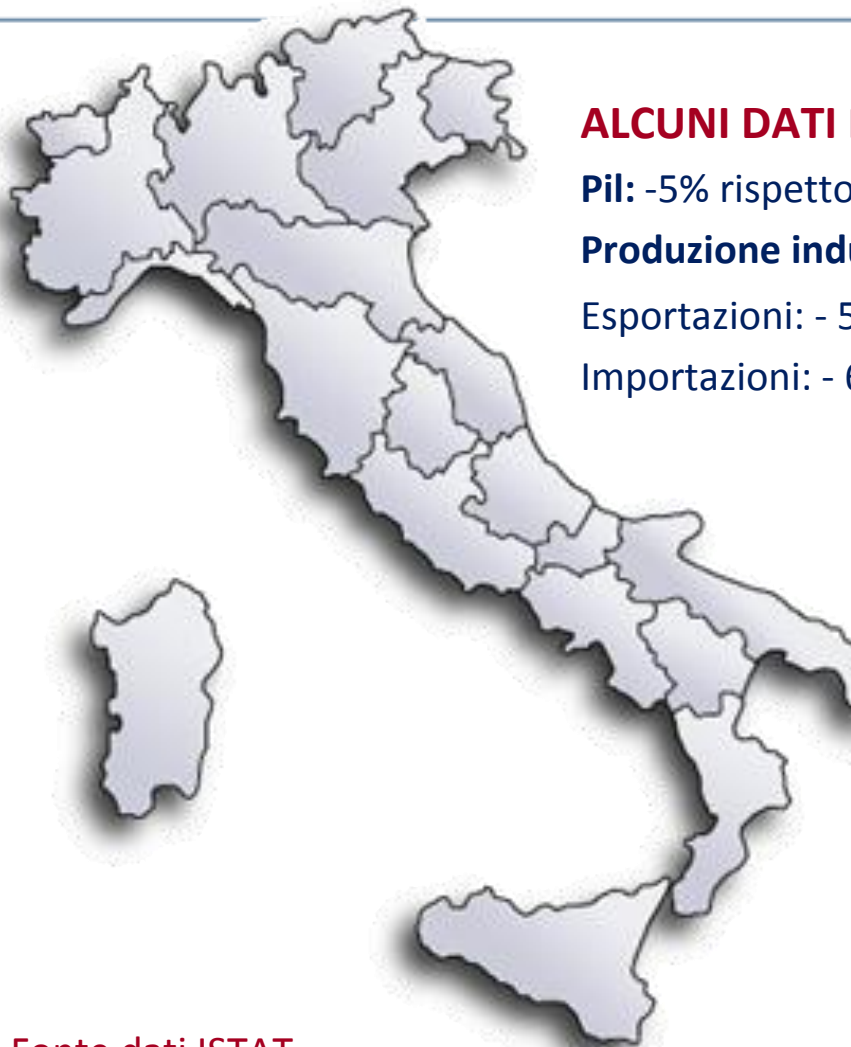 ALCUNI DATI
Pil: -5% rispetto
Produzione indu
Esportazioni: - 5
Importazioni: - 6
Fonte dati ISTAT